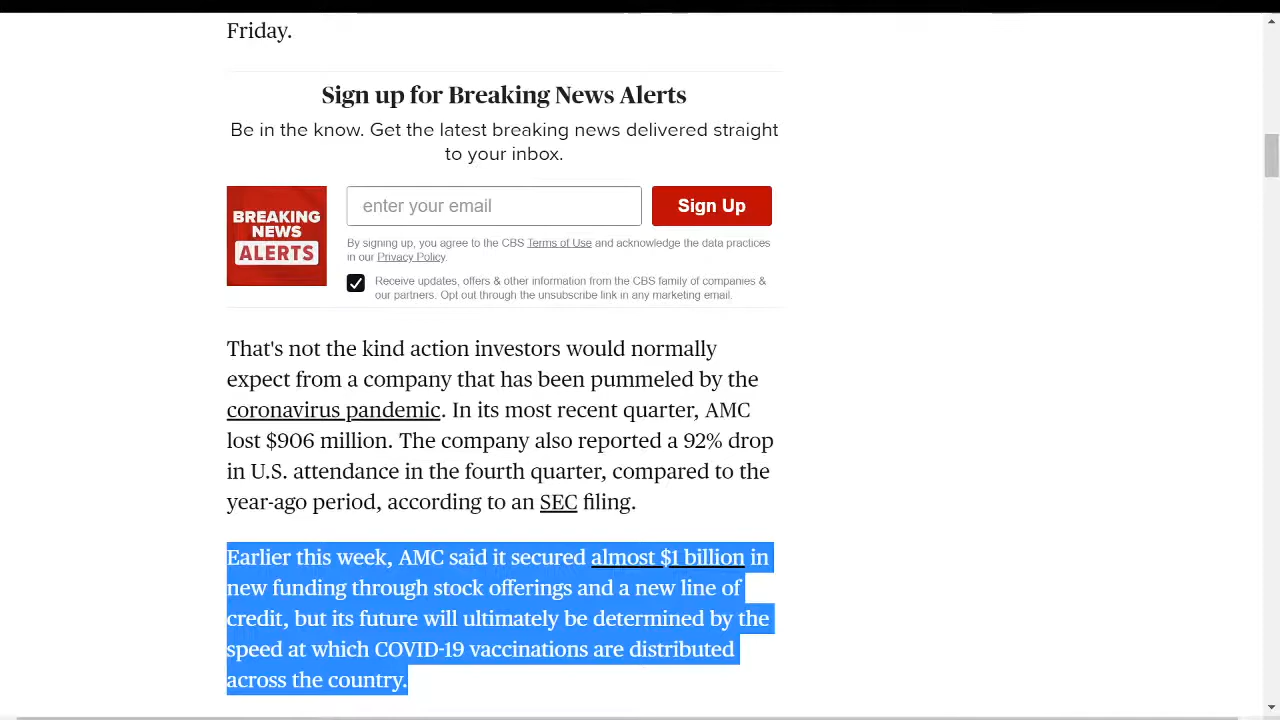 Friday.
Sign up for Breaking News Alerts
Be in the know. Get the latest breaking news delivered straight
to your inbox.
BREAKING
NEWS
ALERTS
enter your email
Sign Up
By signing up, you agree to the CBS Terms of Use and acknowledge the data practices
in our Privacy Policy.
Receive updates, offers & other information from the CBS family of companies &
our partners. Opt out through the unsubscribe link in any marketing email.
That's not the kind action investors would normally
expect from a company that has been pummeled by the
coronavirus pandemic. In its most recent quarter, AMC
lost $906 million. The company also reported a 92% drop
in U.S. attendance in the fourth quarter, compared to the
year-ago period, according to an SEC filing.
Earlier this week, AMC said it secured almost $1 billion in
new funding through stock offerings and a new line of
credit, but its future will ultimately be determined by the
speed at which COVID-19 vaccinations are distributed
across the country.